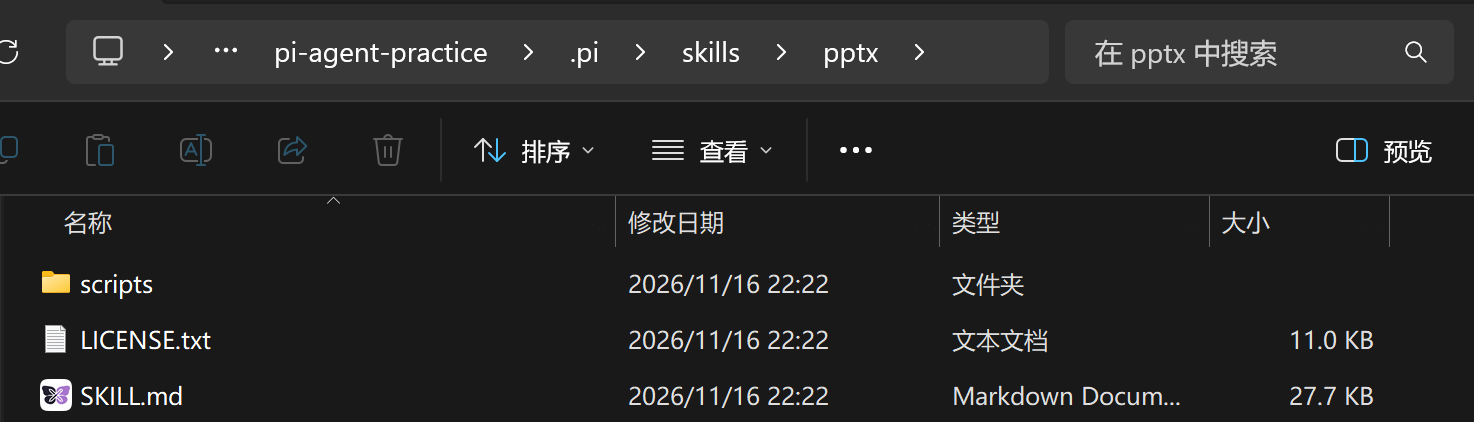 … pi-agent-practice > .pi > skills > pptx > 在 pptx 中搜索
排序 查看 ••• 预览
名称 修改日期 类型 大小
scripts 2026/11/16 22:22 文件夹
LICENSE.txt 2026/11/16 22:22 文本文档 11.0 KB
SKILL.md 2026/11/16 22:22 Markdown Docum... 27.7 KB